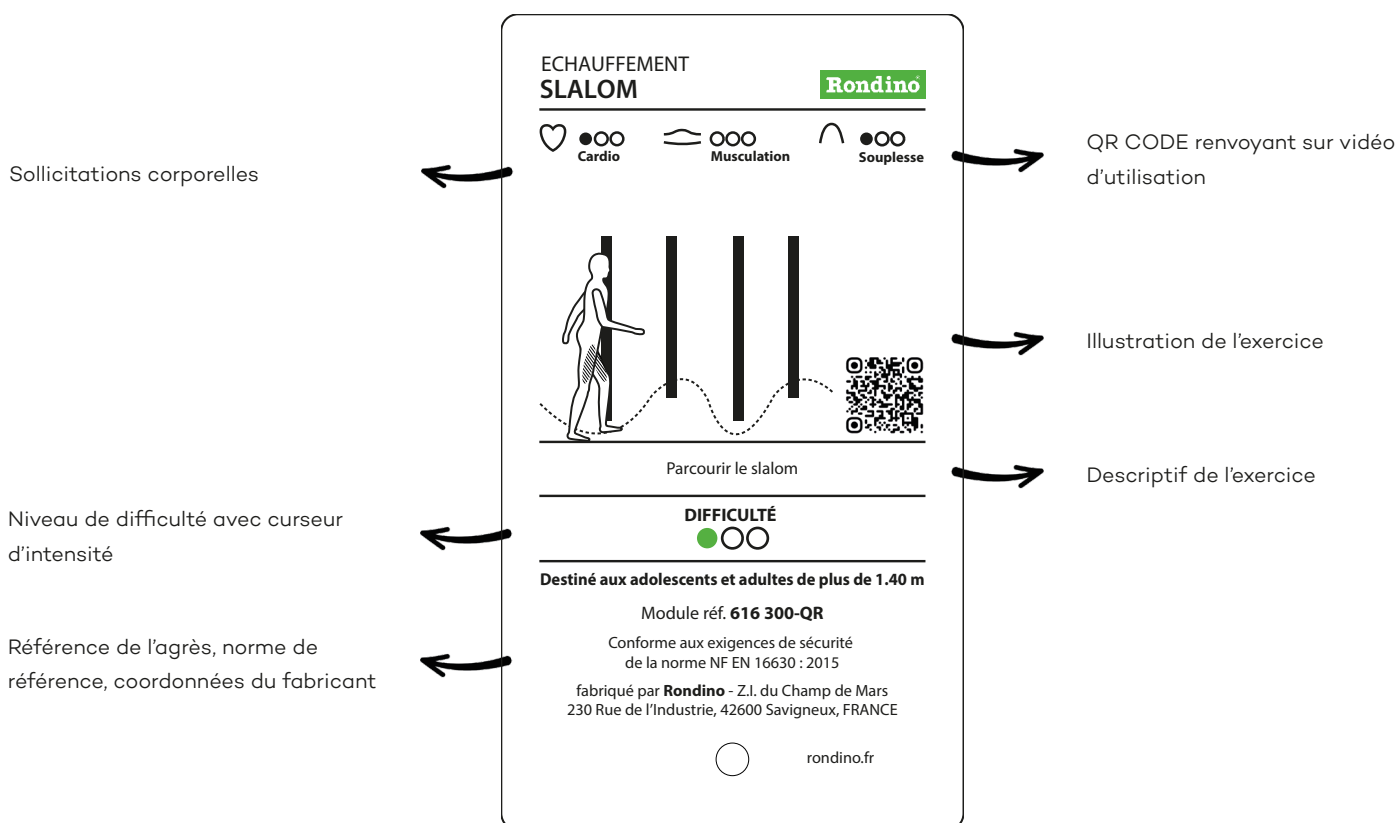 ECHAUFFEMENT
SLALOM
Rondino
Cardio
Musculation
Souplesse
Sollicitations corporelles
QR CODE renvoyant sur vidéo
d'utilisation
Illustration de l'exercice
Parcourir le slalom
Descriptif de l'exercice
Niveau de difficulté avec curseur
d'intensité
DIFFICULTÉ
Destiné aux adolescents et adultes de plus de 1.40 m
Module réf. 616 300-QR
Référence de l'agrès, norme de
référence, coordonnées du fabricant
Conforme aux exigences de sécurité
de la norme NF EN 16630 : 2015
fabriqué par Rondino - Z.I. du Champ de Mars
230 Rue de l'Industrie, 42600 Savigneux, FRANCE
rondino.fr